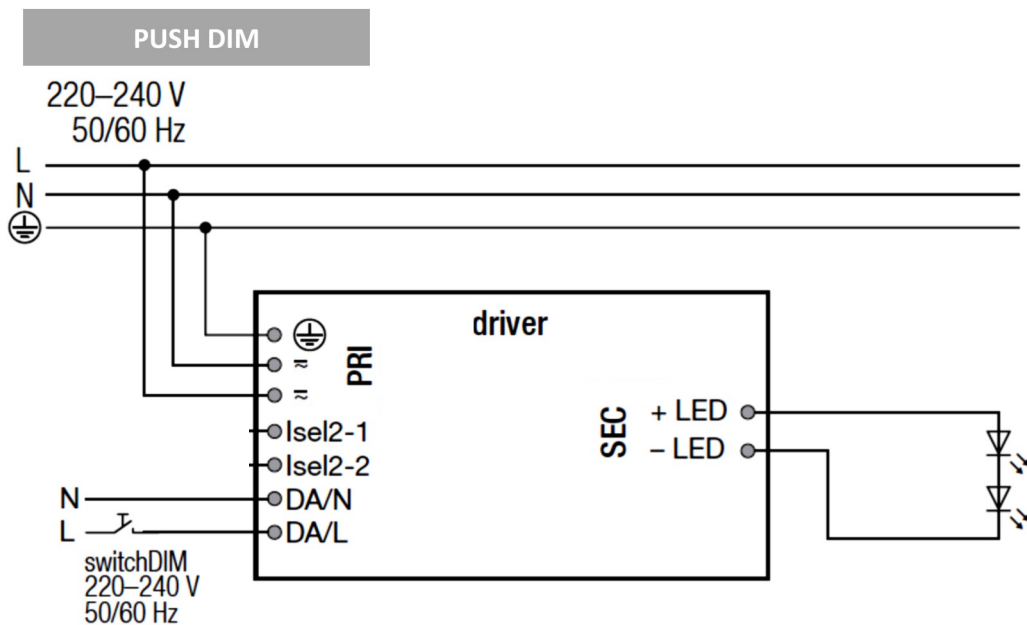 PUSH DIM
220–240 V
50/60 Hz
L
N
driver
PRI
≂
≂
Isel2-1
Isel2-2
DA/N
DA/L
SEC
+ LED
– LED
N
L
switchDIM
220–240 V
50/60 Hz